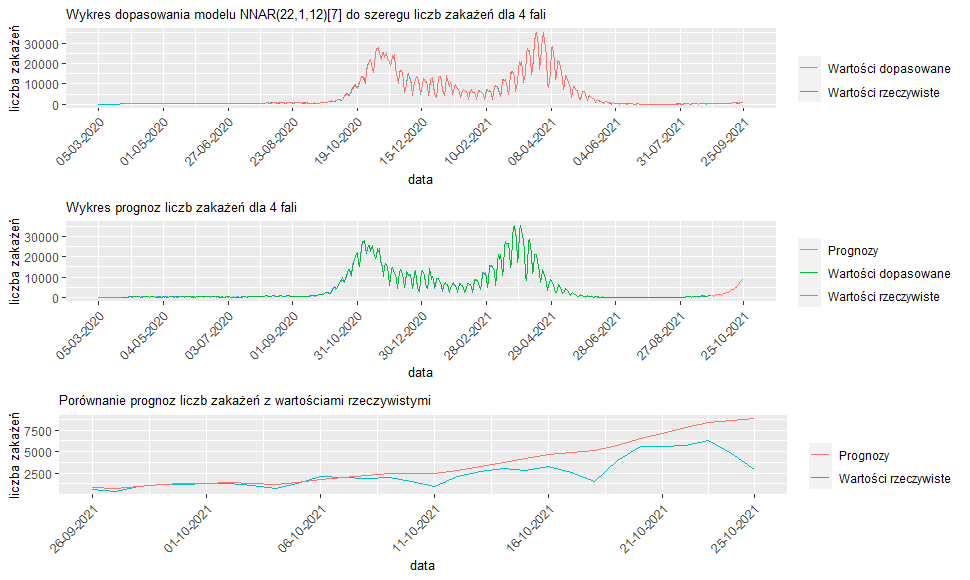 Wykres dopasowania modelu NNAR(22,1,12)[7] do szeregu liczb zakażeń dla 4 fali
liczba zakażeń
30000
20000
10000
0
05-03-2020
01-05-2020
27-06-2020
23-08-2020
19-10-2020
15-12-2020
10-02-2021
08-04-2021
04-06-2021
31-07-2021
25-09-2021
data
Wartości dopasowane
Wartości rzeczywiste
Wykres prognoz liczb zakażeń dla 4 fali
liczba zakażeń
30000
20000
10000
0
05-03-2020
04-05-2020
03-07-2020
01-09-2020
31-10-2020
30-12-2020
28-02-2021
29-04-2021
28-06-2021
27-08-2021
25-10-2021
data
Prognozy
Wartości dopasowane
Wartości rzeczywiste
Porównanie prognoz liczb zakażeń z wartościami rzeczywistymi
liczba zakażeń
7500
5000
2500
26-09-2021
01-10-2021
06-10-2021
11-10-2021
16-10-2021
21-10-2021
25-10-2021
data
Prognozy
Wartości rzeczywiste